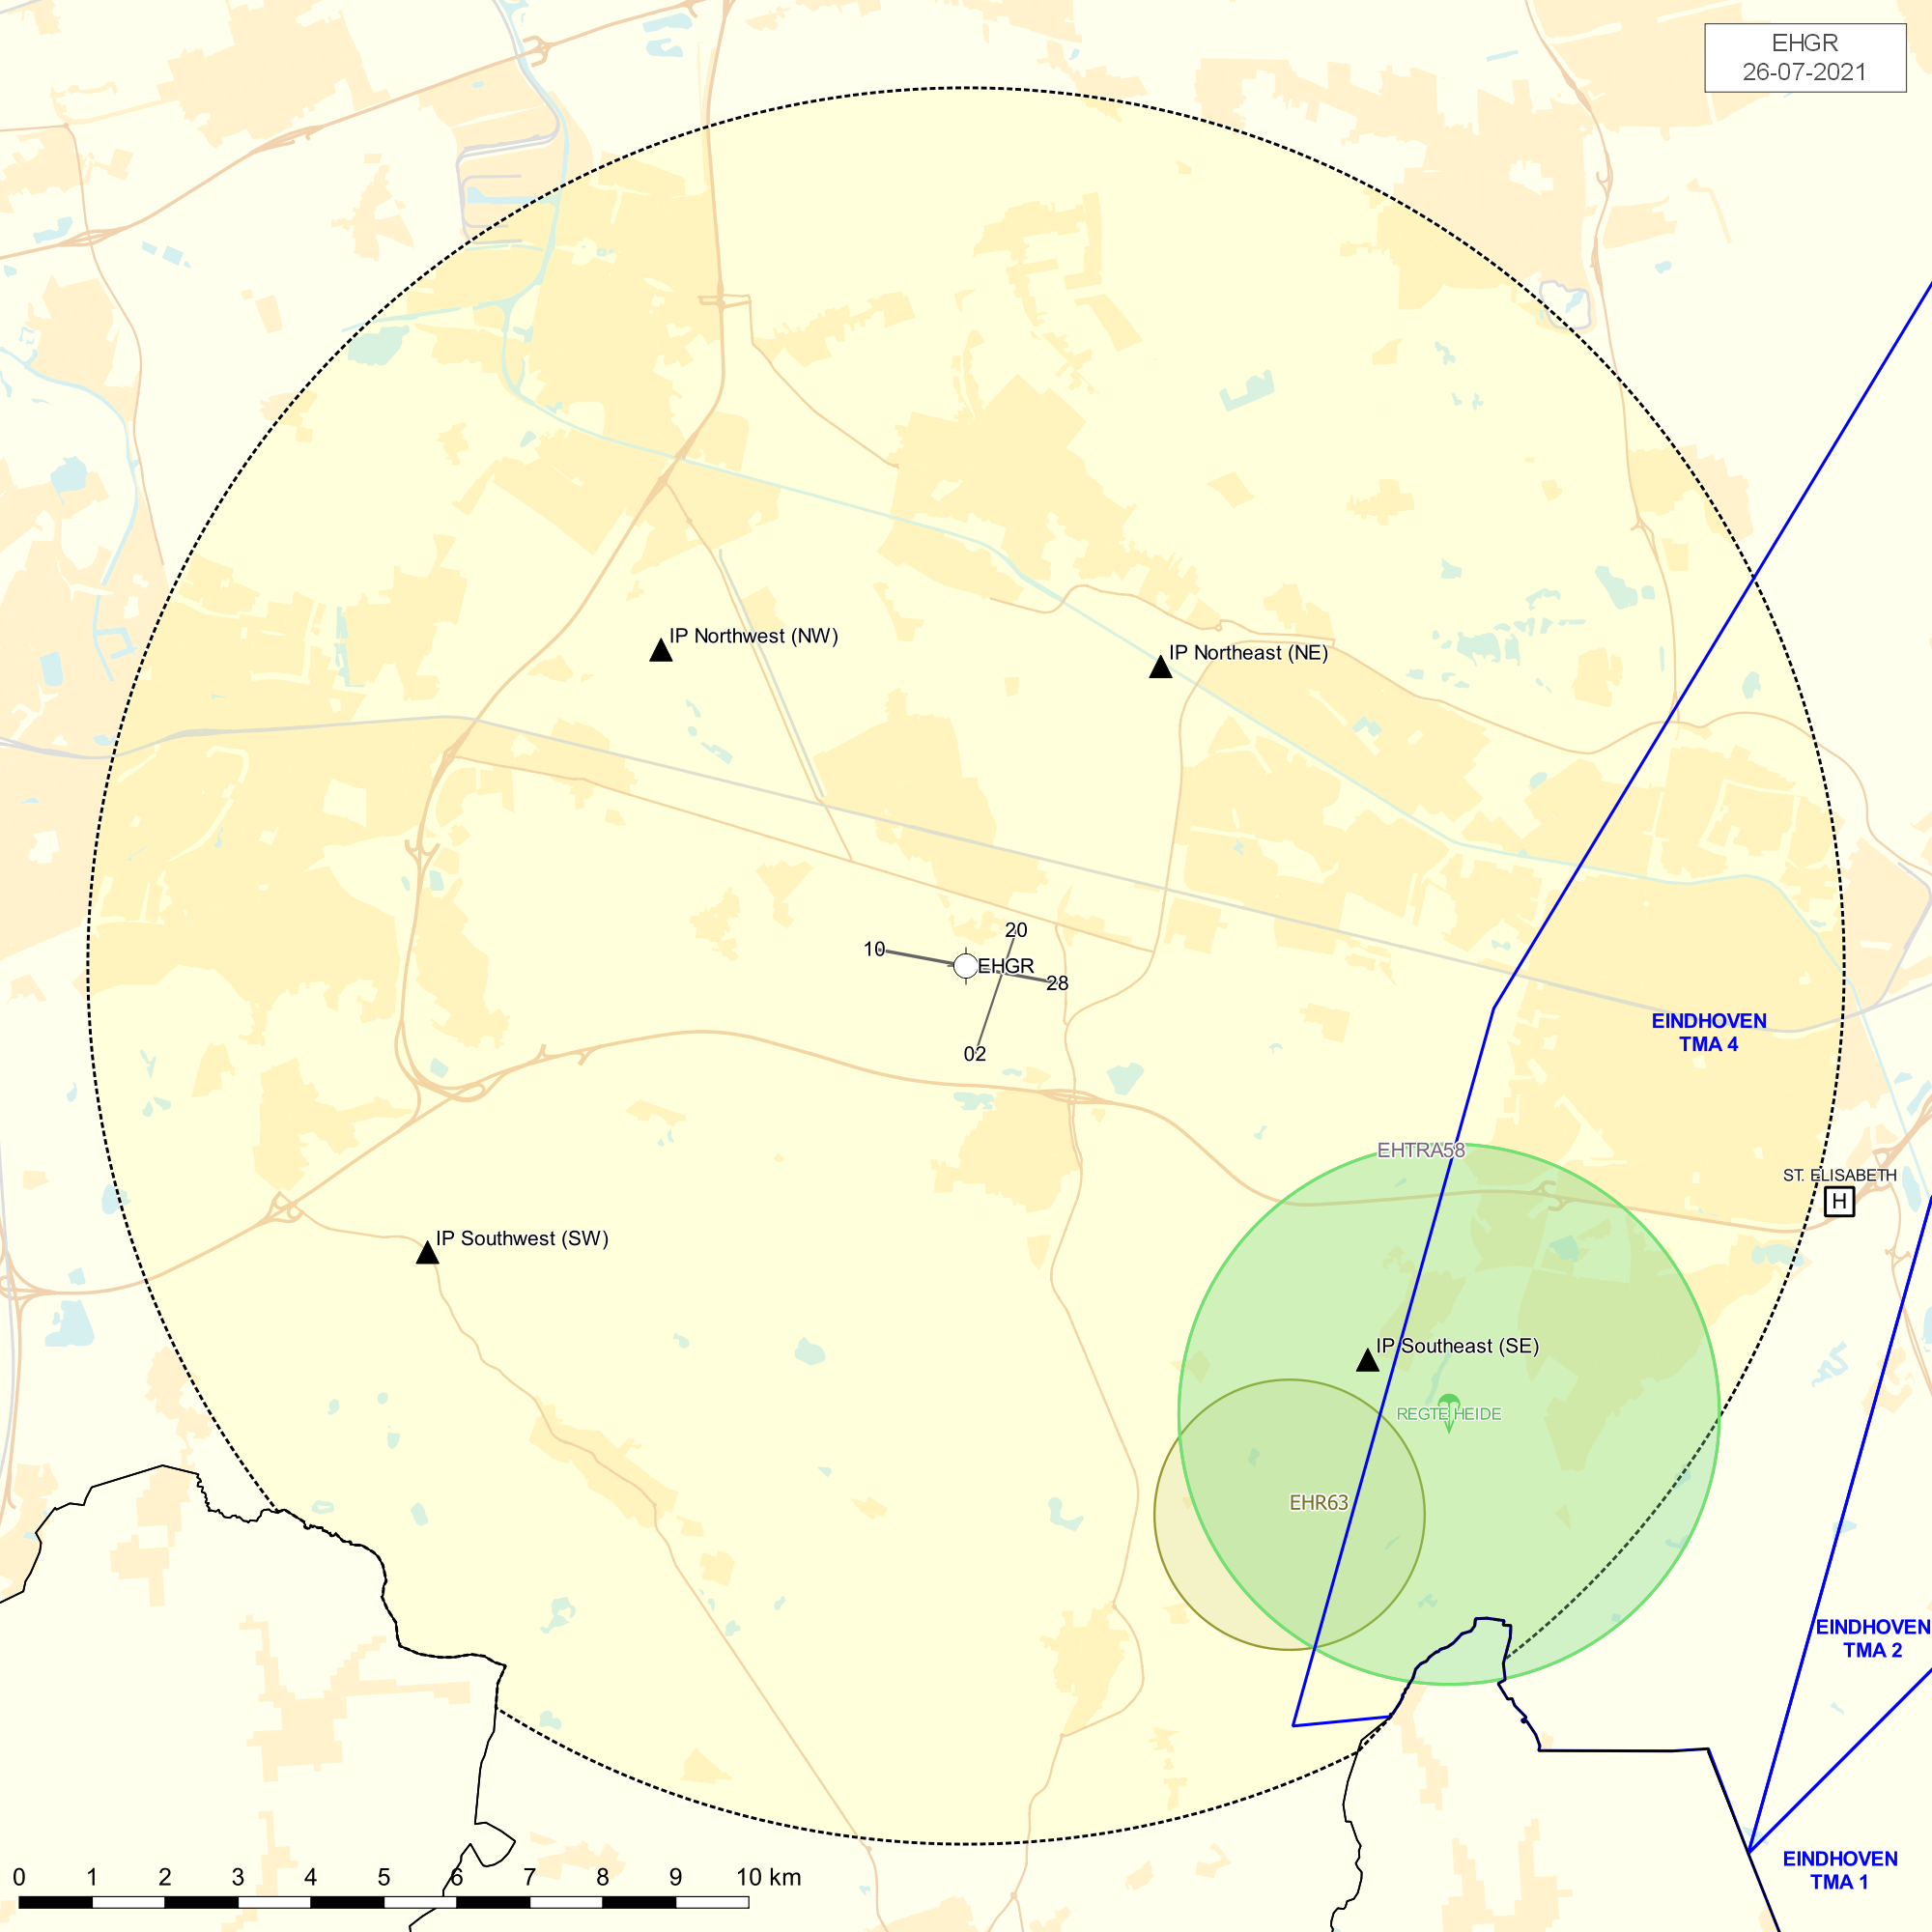 EHGR
26-07-2021
IP Northwest (NW)
IP Northeast (NE)
20
10
EHGR
28
02
EINDHOVEN
TMA 4
EHTRA58
ST. ELISABETH
H
IP Southwest (SW)
IP Southeast (SE)
REGTE HEIDE
EHR63
EINDHOVEN
TMA 2
EINDHOVEN
TMA 1
0 1 2 3 4 5 6 7 8 9 10 km